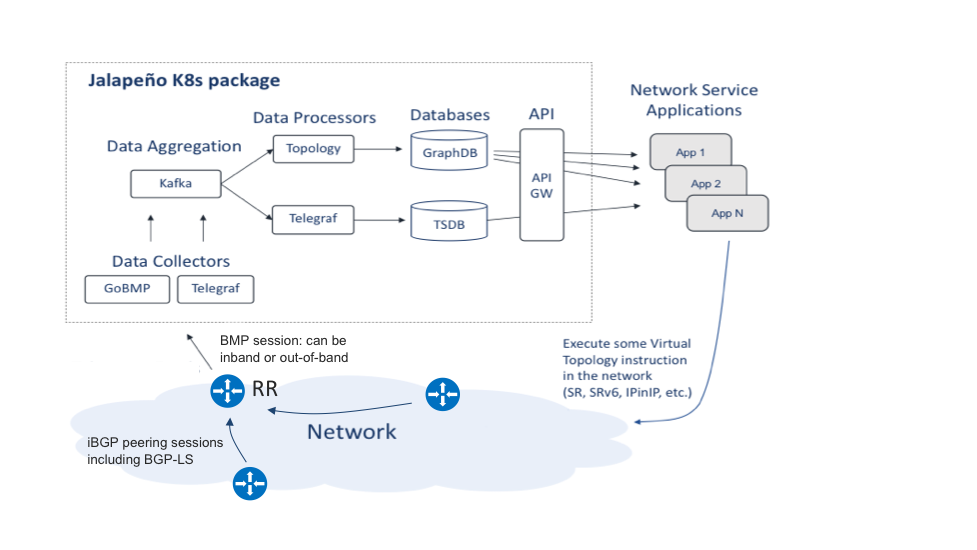 Jalapeño K8s package
Network Service
Applications
Data Processors
Databases
API
Data Aggregation
Topology
GraphDB
API
GW
App 1
Kafka
App 2
Telegraf
TSDB
App N
Data Collectors
GoBMP
Telegraf
BMP session: can be
inband or out-of-band
Execute some Virtual
Topology instruction
in the network
(SR, SRv6, IPinIP, etc.)
RR
Network
iBGP peering sessions
including BGP-LS